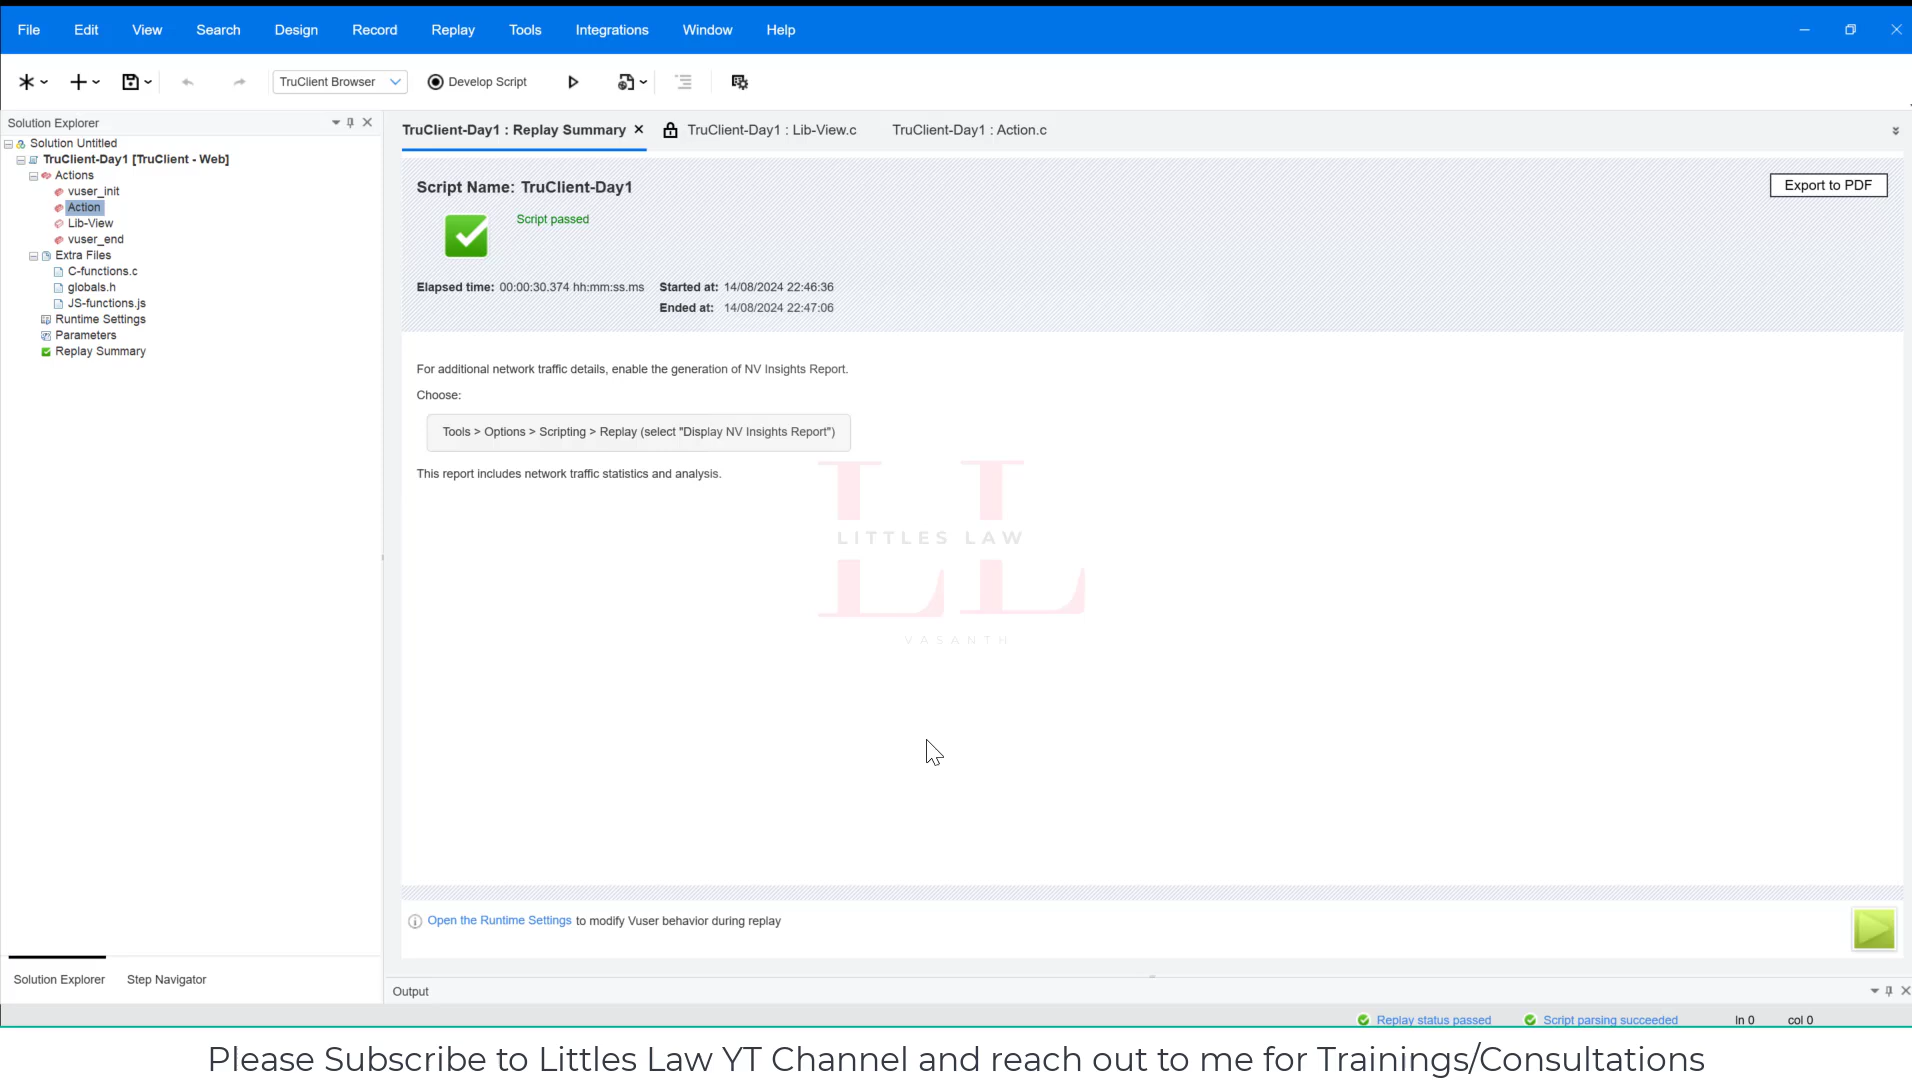 File Edit View Search Design Record Replay Tools Integrations Window Help
TruClient Browser Develop Script
Solution Explorer
Solution Untitled
TruClient-Day1 [TruClient - Web]
Actions
vuser_init
Action
Lib-View
vuser_end
Extra Files
C-functions.c
globals.h
JS-functions.js
Runtime Settings
Parameters
Replay Summary
Solution Explorer Step Navigator
TruClient-Day1 : Replay Summary TruClient-Day1 : Lib-View.c TruClient-Day1 : Action.c
Script Name: TruClient-Day1
Export to PDF
Script passed
Elapsed time: 00:00:30.374 hh:mm:ss.ms Started at: 14/08/2024 22:46:36
Ended at: 14/08/2024 22:47:06
For additional network traffic details, enable the generation of NV Insights Report.
Choose:
Tools > Options > Scripting > Replay (select "Display NV Insights Report")
This report includes network traffic statistics and analysis.
LL
LITTLES LAW
VASANTH
Open the Runtime Settings to modify Vuser behavior during replay
Output
Replay status passed Script parsing succeeded ln 0 col 0
Please Subscribe to Littles Law YT Channel and reach out to me for Trainings/Consultations